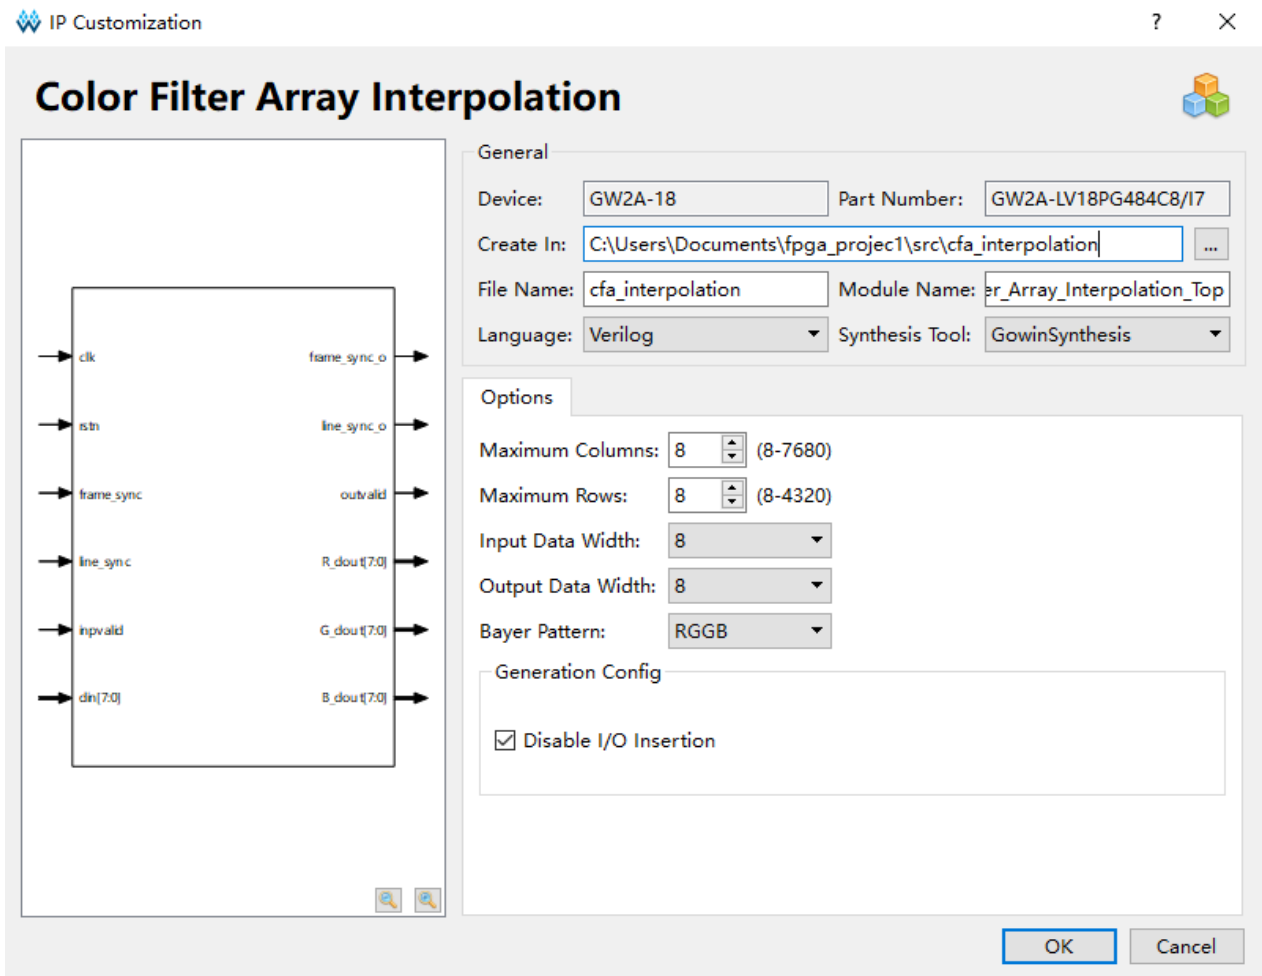 IP Customization ? ×
Color Filter Array Interpolation
clk
rstn
frame_sync
line_sync
inpvalid
din[7:0]
frame_sync_o
line_sync_o
outvalid
R_dout[7:0]
G_dout[7:0]
B_dout[7:0]
General
Device: GW2A-18 Part Number: GW2A-LV18PG484C8/I7
Create In: C:\Users\Documents\fpga_projec1\src\cfa_interpolation ...
File Name: cfa_interpolation Module Name: er_Array_Interpolation_Top
Language: Verilog Synthesis Tool: GowinSynthesis
Options
Maximum Columns: 8 (8-7680)
Maximum Rows: 8 (8-4320)
Input Data Width: 8
Output Data Width: 8
Bayer Pattern: RGGB
Generation Config
Disable I/O Insertion
OK Cancel